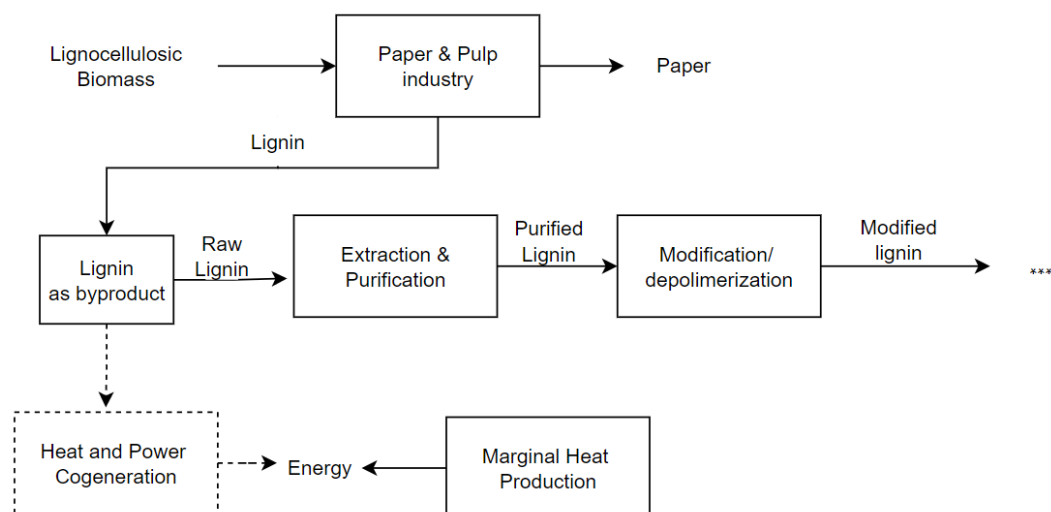 Lignocellulosic
Biomass
Paper & Pulp
industry
Paper
Lignin
Lignin
as byproduct
Raw
Lignin
Extraction &
Purification
Purified
Lignin
Modification/
depolimerization
Modified
lignin
***
Heat and Power
Cogeneration
Energy
Marginal Heat
Production